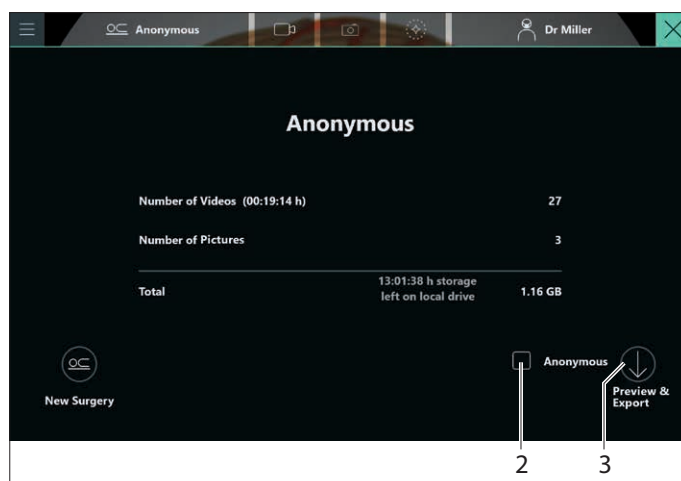 Anonymous
Dr Miller
Anonymous
Number of Videos (00:19:14 h) 27
Number of Pictures 3
Total 13:01:38 h storage left on local drive 1.16 GB
Anonymous
New Surgery
Preview &
Export
2 3